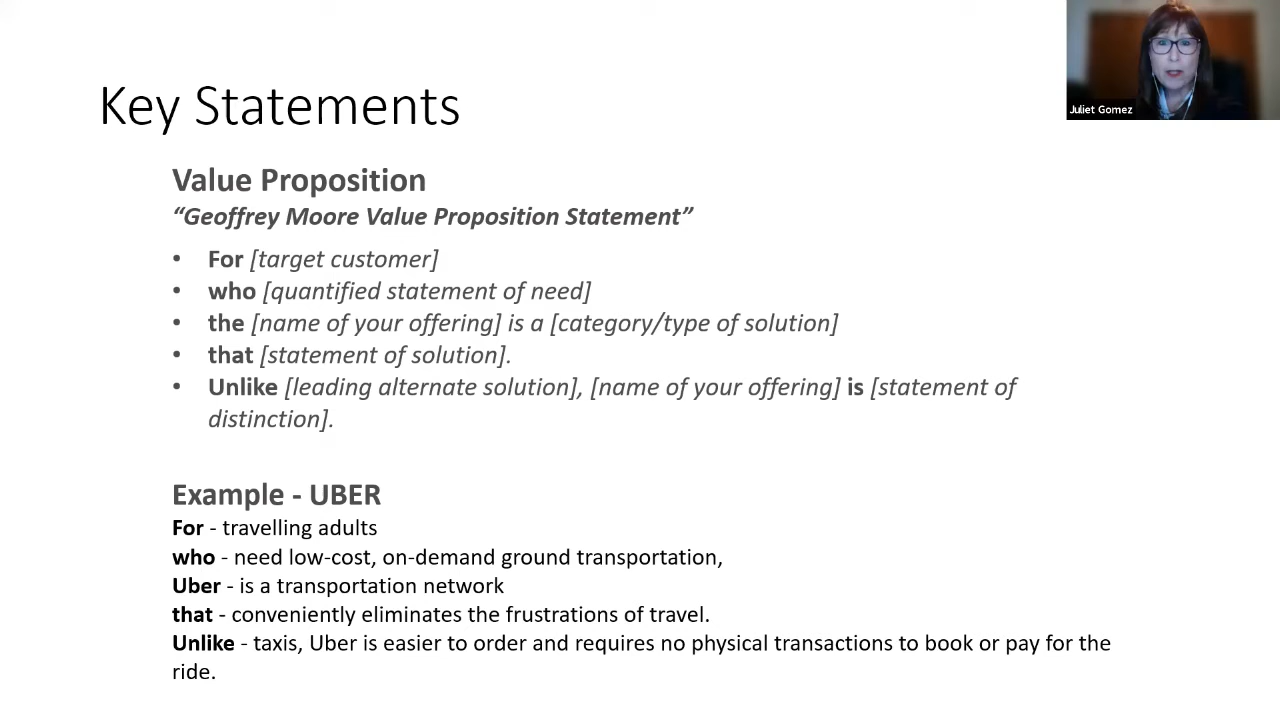 Key Statements
Juliet Gomez
Value Proposition
“Geoffrey Moore Value Proposition Statement”
• For [target customer]
• who [quantified statement of need]
• the [name of your offering] is a [category/type of solution]
• that [statement of solution].
• Unlike [leading alternate solution], [name of your offering] is [statement of
distinction].
Example - UBER
For - travelling adults
who - need low-cost, on-demand ground transportation,
Uber - is a transportation network
that - conveniently eliminates the frustrations of travel.
Unlike - taxis, Uber is easier to order and requires no physical transactions to book or pay for the
ride.